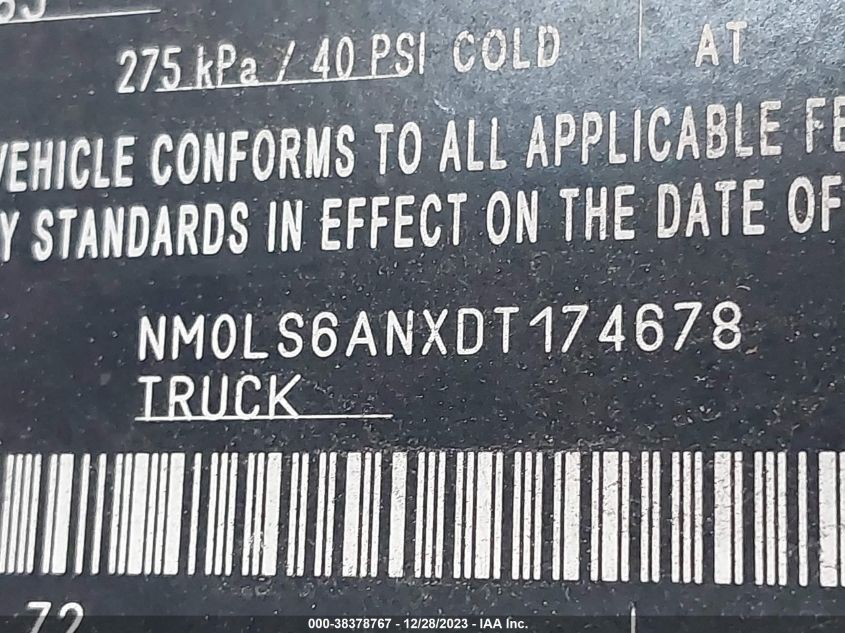 275 kPa / 40 PSI COLD AT
VEHICLE CONFORMS TO ALL APPLICABLE FE
Y STANDARDS IN EFFECT ON THE DATE OF
NM0LS6ANXDT174678
TRUCK
72
000-38378767 - 12/28/2023 - IAA Inc.